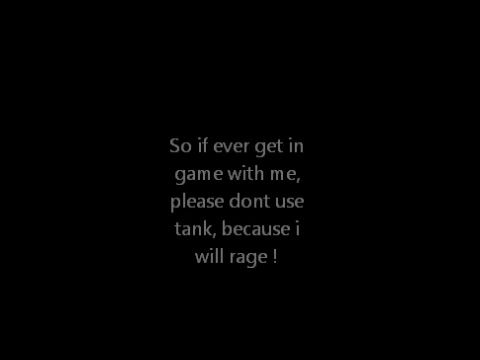 So if ever get in
game with me,
please dont use
tank, because i
will rage !